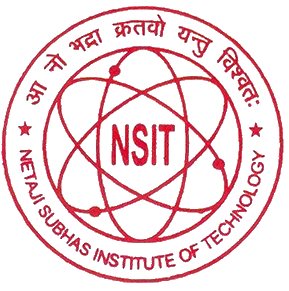 आ नो भद्रा क्रतवो यन्तु विश्वतः
NSIT
NETAJI SUBHAS INSTITUTE OF TECHNOLOGY